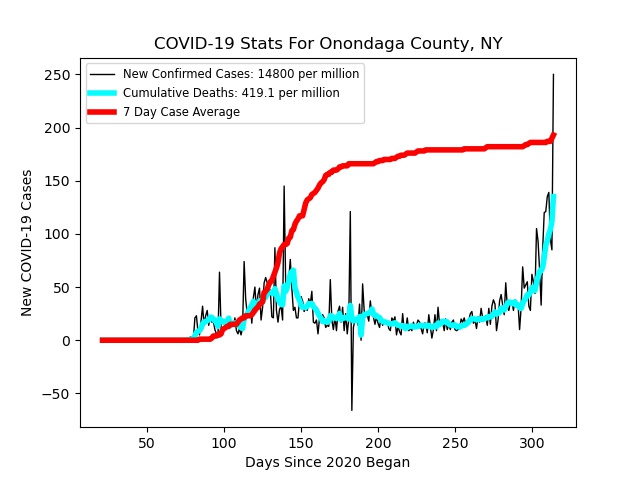 COVID-19 Stats For Onondaga County, NY
New Confirmed Cases: 14800 per million
Cumulative Deaths: 419.1 per million
7 Day Case Average
New COVID-19 Cases
250
200
150
100
50
0
−50
50 100 150 200 250 300
Days Since 2020 Began